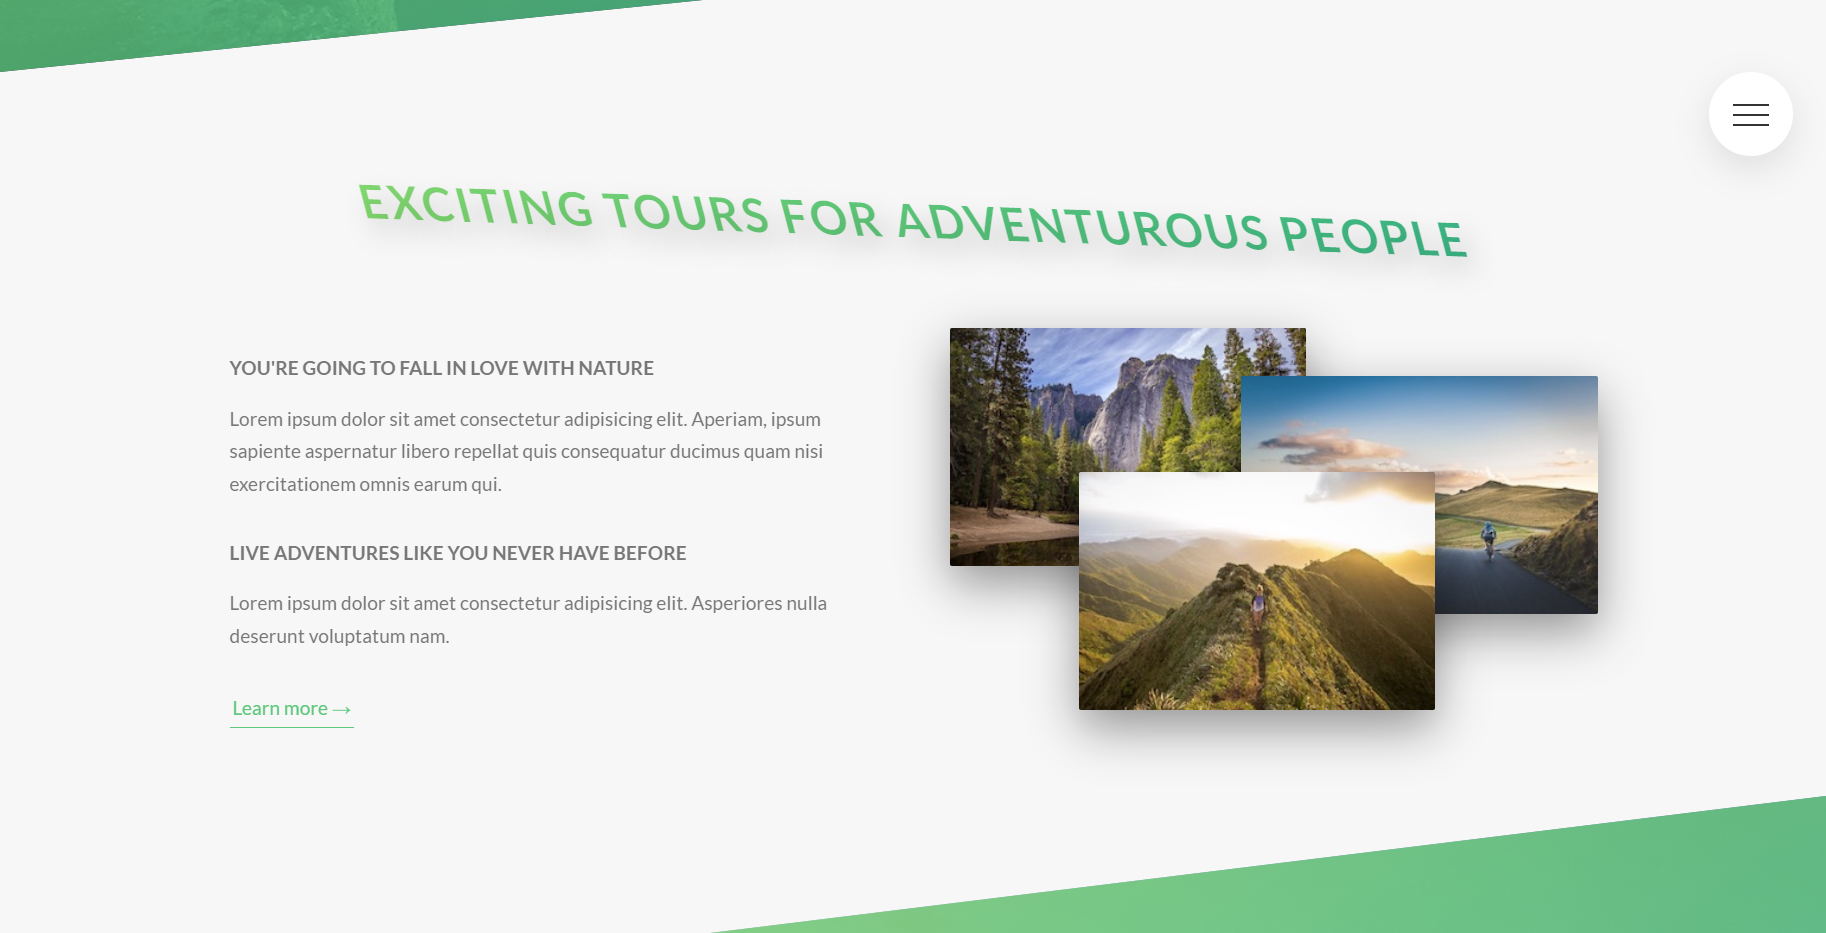 EXCITING TOURS FOR ADVENTUROUS PEOPLE
YOU'RE GOING TO FALL IN LOVE WITH NATURE
Lorem ipsum dolor sit amet consectetur adipisicing elit. Aperiam, ipsum
sapiente aspernatur libero repellat quis consequatur ducimus quam nisi
exercitationem omnis earum qui.
LIVE ADVENTURES LIKE YOU NEVER HAVE BEFORE
Lorem ipsum dolor sit amet consectetur adipisicing elit. Asperiores nulla
deserunt voluptatum nam.
Learn more →